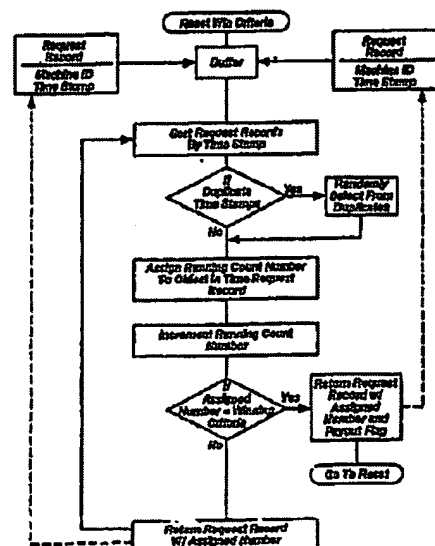 Reset Win Criteria
Request
Record
Machine ID
Time Stamp
Buffer
Request
Record
Machine ID
Time Stamp
Sort Request Records
By Time Stamp
If
Duplicate
Time Stamps
Yes
Randomly
Select From
Duplicates
No
Assign Running Count Number
To Oldest In Time Request
Record
Increment Running Count
Number
If
Assigned
Number = Winning
Criteria
Yes
Return Request
Record w/
Assigned
Number and
Payout Flag
No
Go To Reset
Return Request Record
W/ Assigned Number